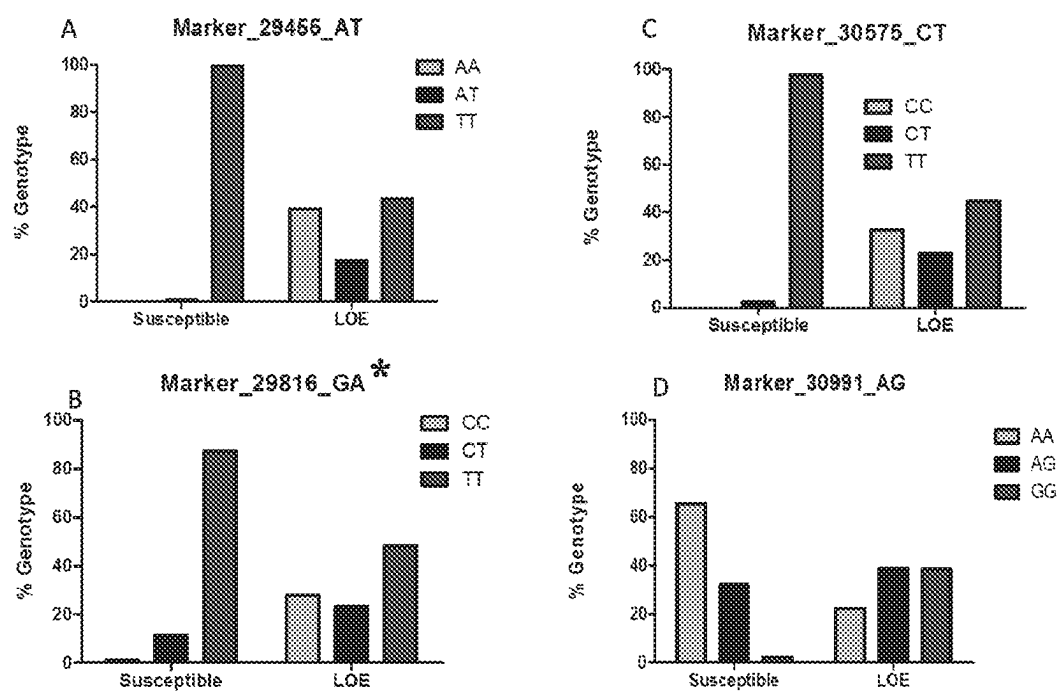 A
Marker_29455_AT
% Genotype
100
80
60
40
20
0
Susceptible
LOE
AA
AT
TT
C
Marker_30575_CT
% Genotype
100
80
60
40
20
0
Susceptible
LOE
CC
CT
TT
B
Marker_29816_GA*
% Genotype
100
80
60
40
20
0
Susceptible
LOE
CC
CT
TT
D
Marker_30991_AG
% Genotype
100
80
60
40
20
0
Susceptible
LOE
AA
AG
GG